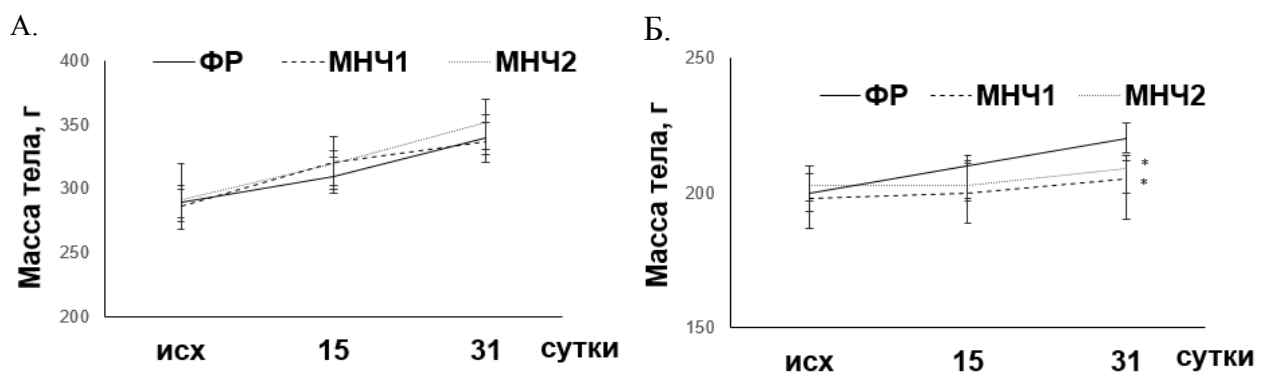 А.
ФР МНЧ1 МНЧ2
Масса тела, г
400
350
300
250
200
исх 15 31 сутки
Б.
ФР МНЧ1 МНЧ2
Масса тела, г
250
200
150
*
*
исх 15 31 сутки